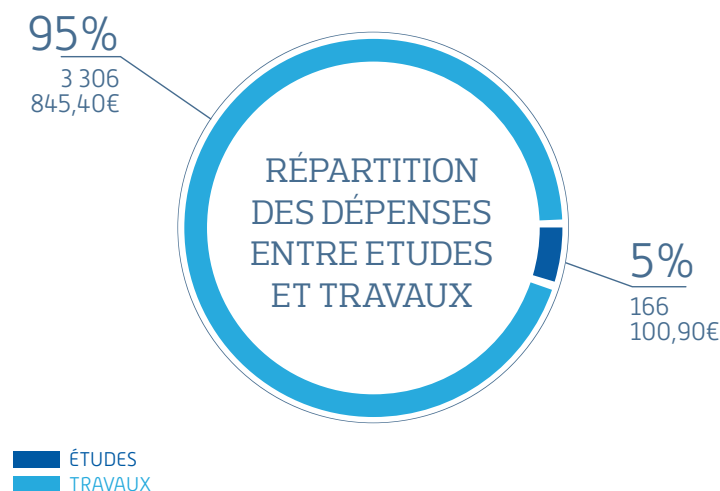 95%
3 306
845,40€
RÉPARTITION
DES DÉPENSES
ENTRE ETUDES
ET TRAVAUX
5%
166
100,90€
ÉTUDES
TRAVAUX